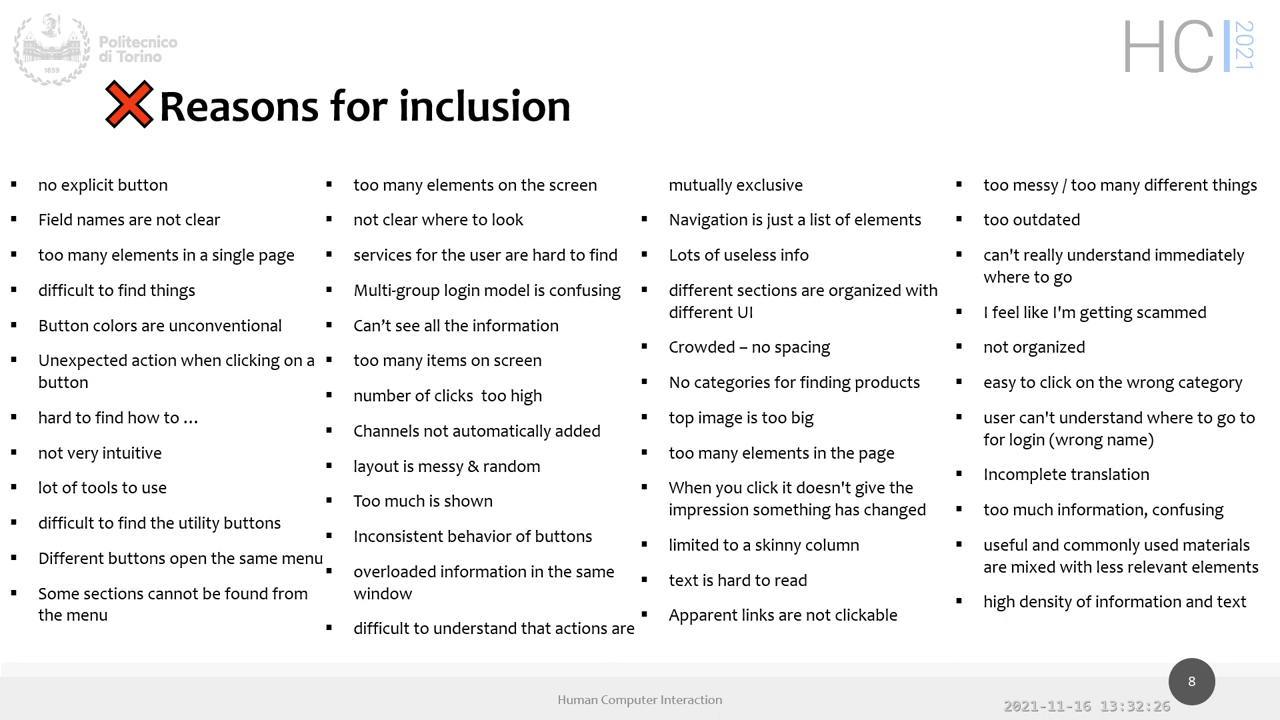 Politecnico
di Torino
1859
HCI 2021
Reasons for inclusion
▪ no explicit button
▪ Field names are not clear
▪ too many elements in a single page
▪ difficult to find things
▪ Button colors are unconventional
▪ Unexpected action when clicking on a
button
▪ hard to find how to …
▪ not very intuitive
▪ lot of tools to use
▪ difficult to find the utility buttons
▪ Different buttons open the same menu
▪ Some sections cannot be found from
the menu
▪ too many elements on the screen
▪ not clear where to look
▪ services for the user are hard to find
▪ Multi-group login model is confusing
▪ Can’t see all the information
▪ too many items on screen
▪ number of clicks  too high
▪ Channels not automatically added
▪ layout is messy & random
▪ Too much is shown
▪ Inconsistent behavior of buttons
▪ overloaded information in the same
window
▪ difficult to understand that actions are
mutually exclusive
▪ Navigation is just a list of elements
▪ Lots of useless info
▪ different sections are organized with
different UI
▪ Crowded – no spacing
▪ No categories for finding products
▪ top image is too big
▪ too many elements in the page
▪ When you click it doesn't give the
impression something has changed
▪ limited to a skinny column
▪ text is hard to read
▪ Apparent links are not clickable
▪ too messy / too many different things
▪ too outdated
▪ can't really understand immediately
where to go
▪ I feel like I'm getting scammed
▪ not organized
▪ easy to click on the wrong category
▪ user can't understand where to go to
for login (wrong name)
▪ Incomplete translation
▪ too much information, confusing
▪ useful and commonly used materials
are mixed with less relevant elements
▪ high density of information and text
Human Computer Interaction
8
2021-11-16 13:32:26